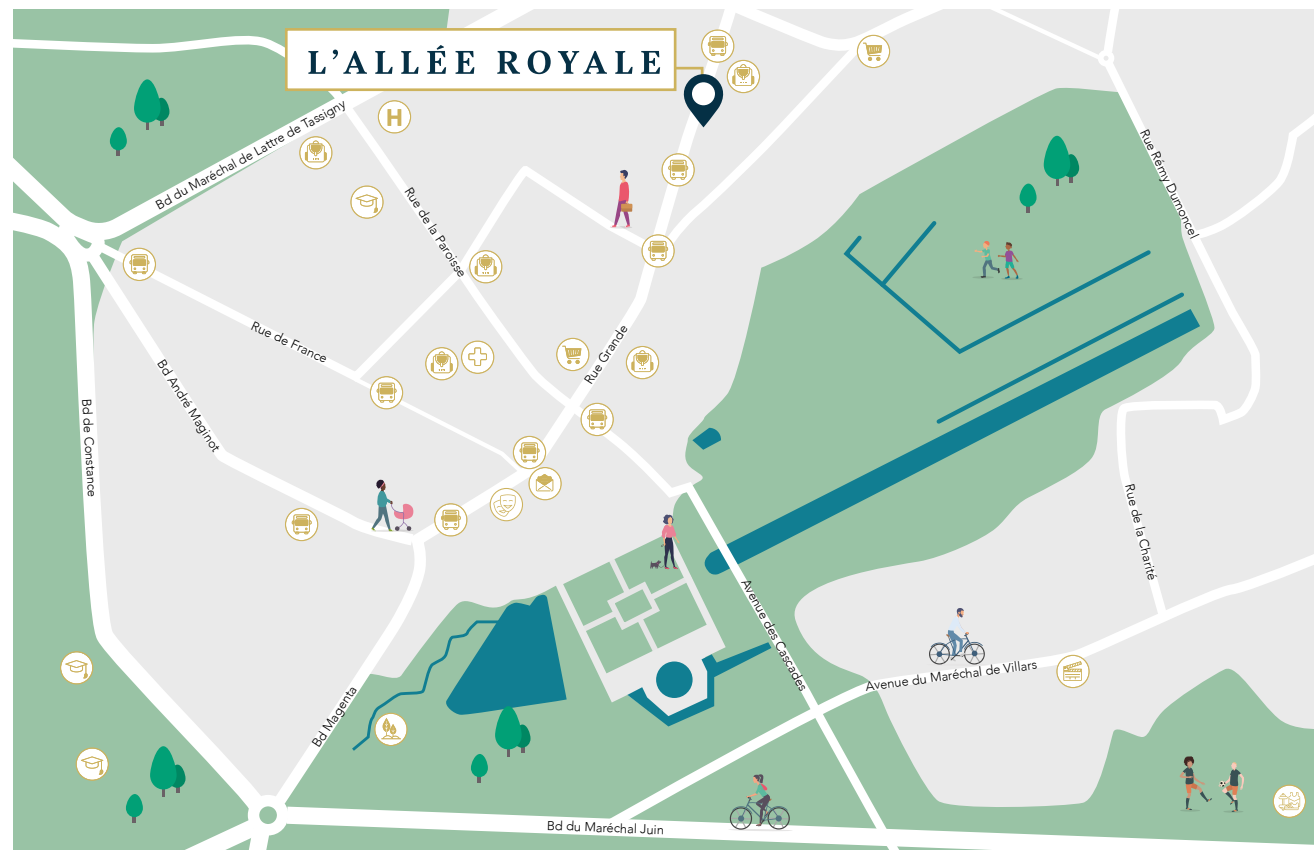 L’ALLÉE ROYALE
H
Bd du Maréchal de Lattre de Tassigny
Rue Rémy Dumoncel
Rue de la Paroisse
Rue de France
Rue Grande
Bd André Maginot
Bd de Constance
Rue de la Charité
Avenue des Cascades
Avenue du Maréchal de Villars
Bd Magenta
Bd du Maréchal Juin